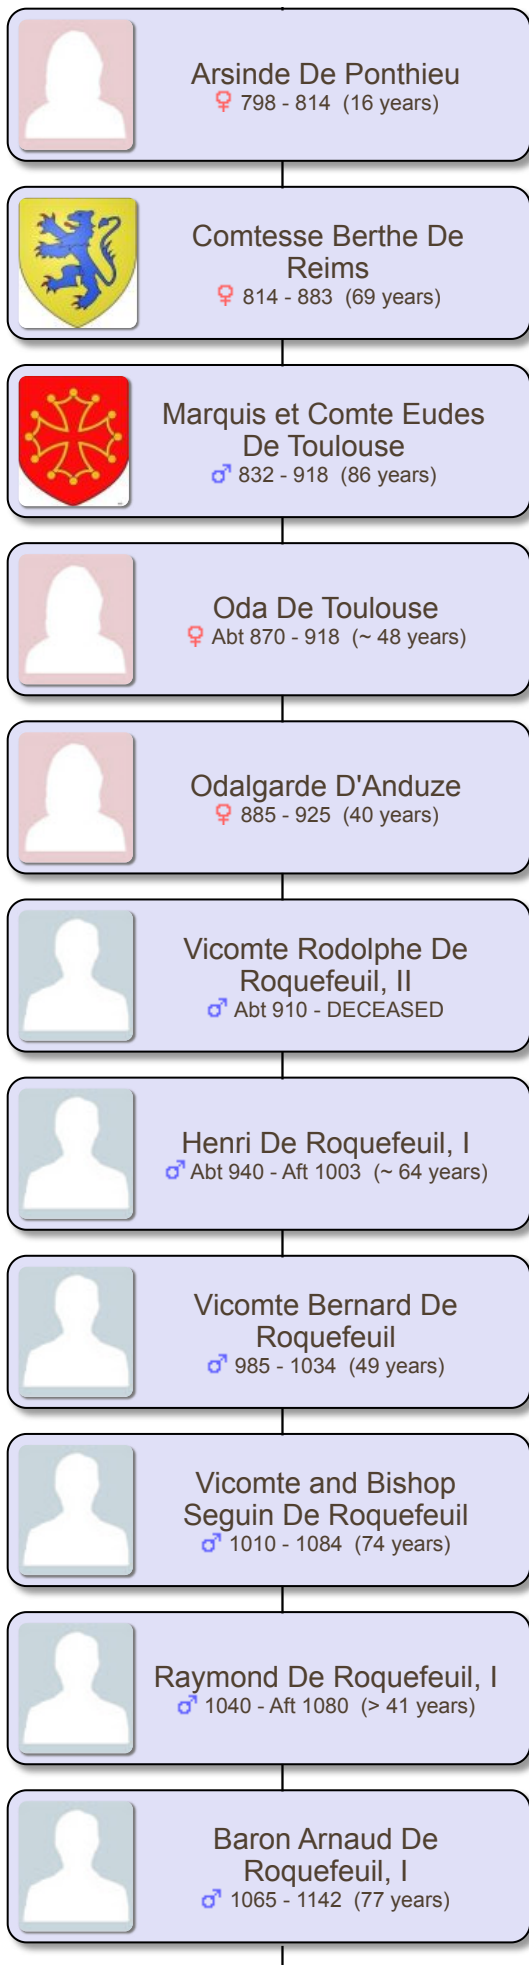 Arsinde De Ponthieu
♀ 798 - 814 (16 years)
Comtesse Berthe De
Reims
♀ 814 - 883 (69 years)
Marquis et Comte Eudes
De Toulouse
♂ 832 - 918 (86 years)
Oda De Toulouse
♀ Abt 870 - 918 (~ 48 years)
Odalgarde D'Anduze
♀ 885 - 925 (40 years)
Vicomte Rodolphe De
Roquefeuil, II
♂ Abt 910 - DECEASED
Henri De Roquefeuil, I
♂ Abt 940 - Aft 1003 (~ 64 years)
Vicomte Bernard De
Roquefeuil
♂ 985 - 1034 (49 years)
Vicomte and Bishop
Seguin De Roquefeuil
♂ 1010 - 1084 (74 years)
Raymond De Roquefeuil, I
♂ 1040 - Aft 1080 (> 41 years)
Baron Arnaud De
Roquefeuil, I
♂ 1065 - 1142 (77 years)